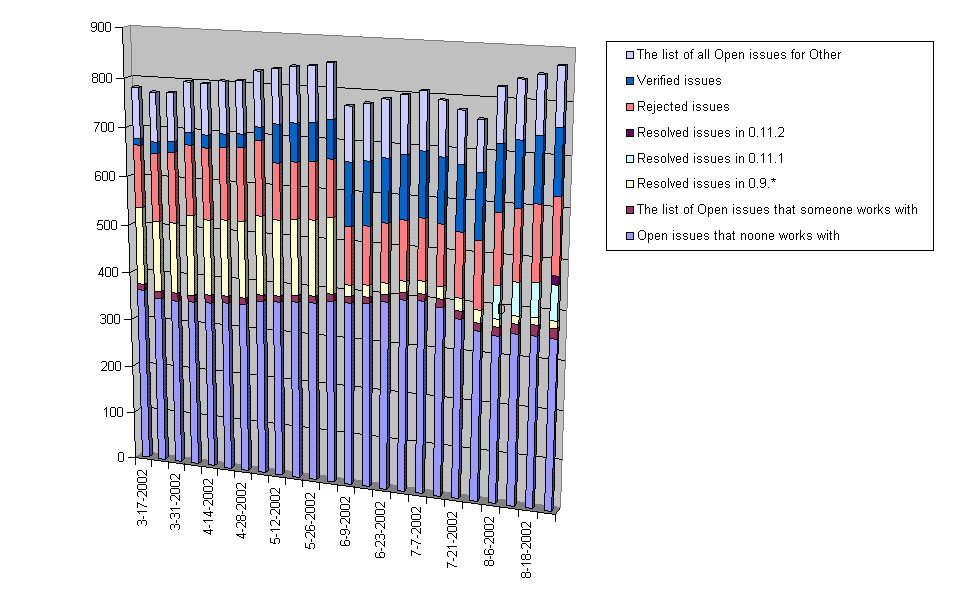 900
800
700
600
500
400
300
200
100
0
3-17-2002
3-31-2002
4-14-2002
4-28-2002
5-12-2002
5-26-2002
6-9-2002
6-23-2002
7-7-2002
7-21-2002
8-6-2002
8-18-2002
The list of all Open issues for Other
Verified issues
Rejected issues
Resolved issues in 0.11.2
Resolved issues in 0.11.1
Resolved issues in 0.9.*
The list of Open issues that someone works with
Open issues that noone works with